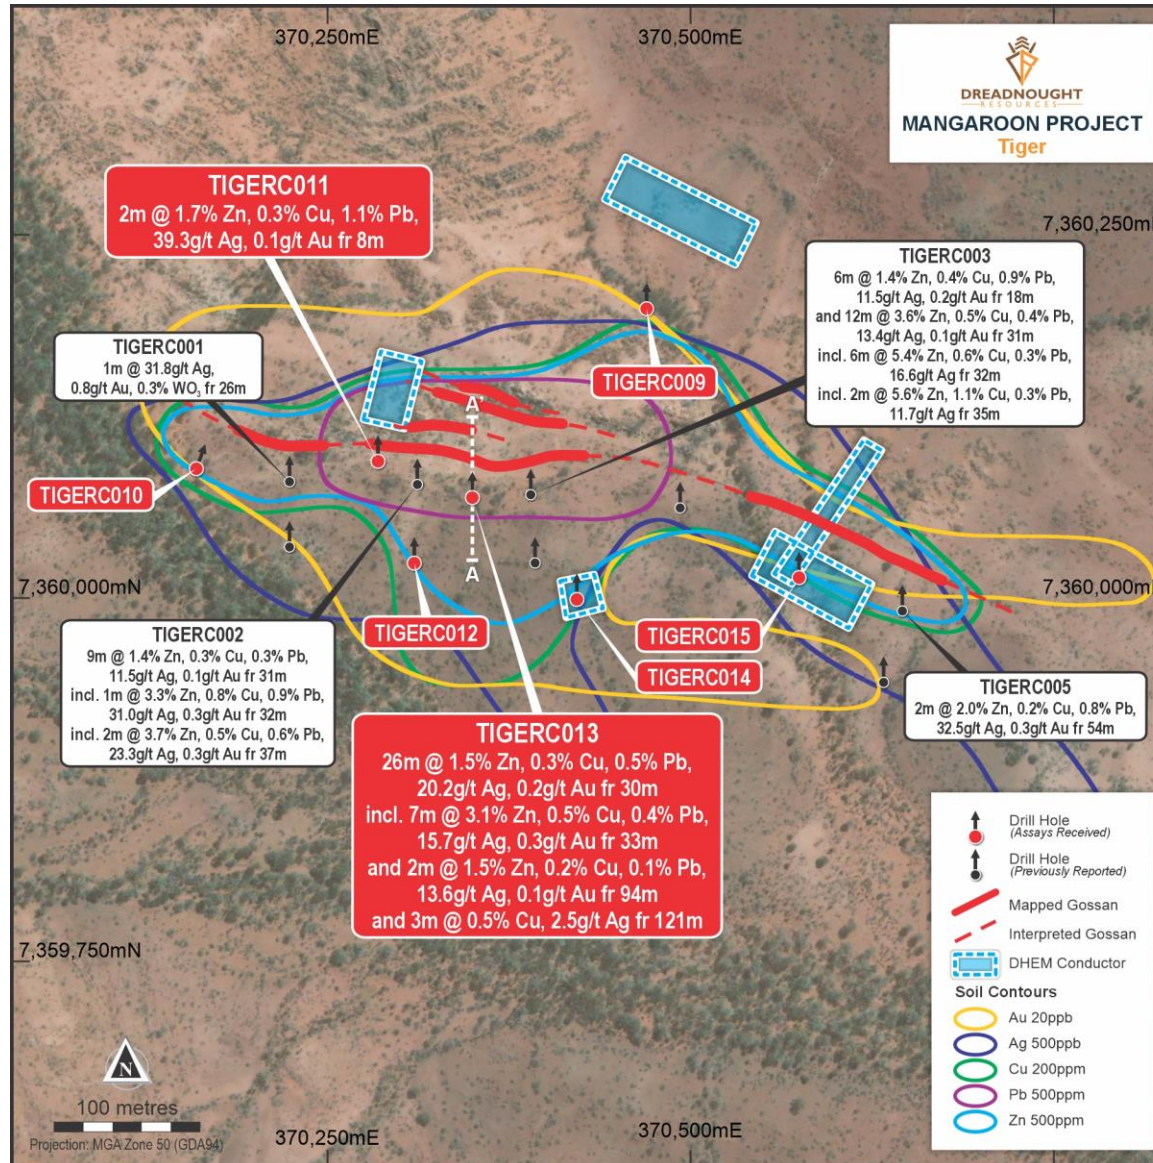 370,250mE
370,500mE
DREADNOUGHT
RESOURCES
MANGAROON PROJECT
Tiger
TIGERC011
2m @ 1.7% Zn, 0.3% Cu, 1.1% Pb,
39.3g/t Ag, 0.1g/t Au fr 8m
7,360,250mN
TIGERC003
6m @ 1.4% Zn, 0.4% Cu, 0.9% Pb,
11.5g/t Ag, 0.2g/t Au fr 18m
and 12m @ 3.6% Zn, 0.5% Cu, 0.4% Pb,
13.4g/t Ag, 0.1g/t Au fr 31m
incl. 6m @ 5.4% Zn, 0.6% Cu, 0.3% Pb,
16.6g/t Ag fr 32m
incl. 2m @ 5.6% Zn, 1.1% Cu, 0.3% Pb,
11.7g/t Ag fr 35m
TIGERC001
1m @ 31.8g/t Ag,
0.8g/t Au, 0.3% WO₃ fr 26m
TIGERC009
A'
TIGERC010
A
7,360,000mN
7,360,000mN
TIGERC012
TIGERC015
TIGERC014
TIGERC002
9m @ 1.4% Zn, 0.3% Cu, 0.3% Pb,
11.5g/t Ag, 0.1g/t Au fr 31m
incl. 1m @ 3.3% Zn, 0.8% Cu, 0.9% Pb,
31.0g/t Ag, 0.3g/t Au fr 32m
incl. 2m @ 3.7% Zn, 0.5% Cu, 0.6% Pb,
23.3g/t Ag, 0.3g/t Au fr 37m
TIGERC005
2m @ 2.0% Zn, 0.2% Cu, 0.8% Pb,
32.5g/t Ag, 0.3g/t Au fr 54m
TIGERC013
26m @ 1.5% Zn, 0.3% Cu, 0.5% Pb,
20.2g/t Ag, 0.2g/t Au fr 30m
incl. 7m @ 3.1% Zn, 0.5% Cu, 0.4% Pb,
15.7g/t Ag, 0.3g/t Au fr 33m
and 2m @ 1.5% Zn, 0.2% Cu, 0.1% Pb,
13.6g/t Ag, 0.1g/t Au fr 94m
and 3m @ 0.5% Cu, 2.5g/t Ag fr 121m
7,359,750mN
Drill Hole
(Assays Received)
Drill Hole
(Previously Reported)
Mapped Gossan
Interpreted Gossan
DHEM Conductor
Soil Contours
Au 20ppb
Ag 500ppb
Cu 200ppm
Pb 500ppm
Zn 500ppm
N
100 metres
Projection: MGA Zone 50 (GDA94)
370,250mE
370,500mE